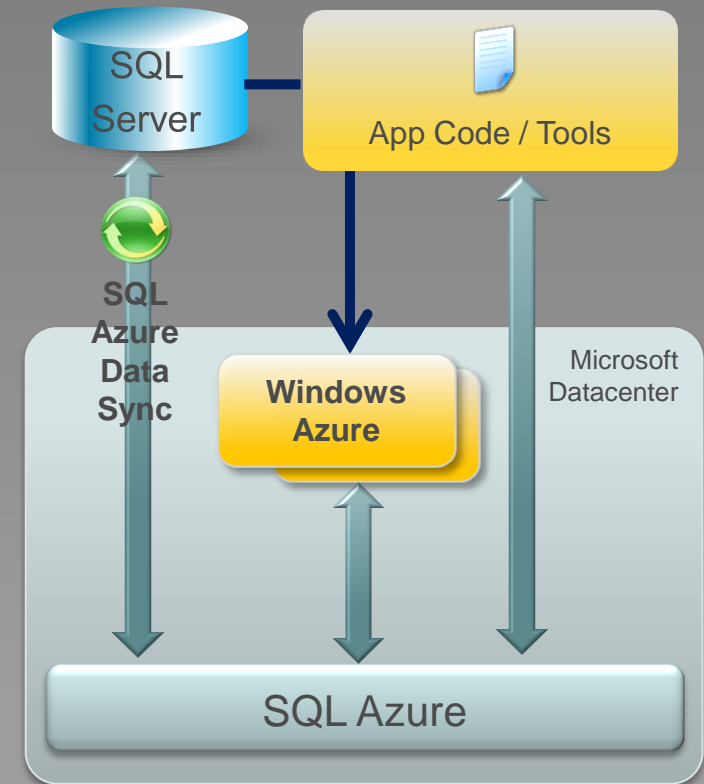 SQL
Server
App Code / Tools
SQL
Azure
Data
Sync
Windows
Azure
Microsoft
Datacenter
SQL Azure